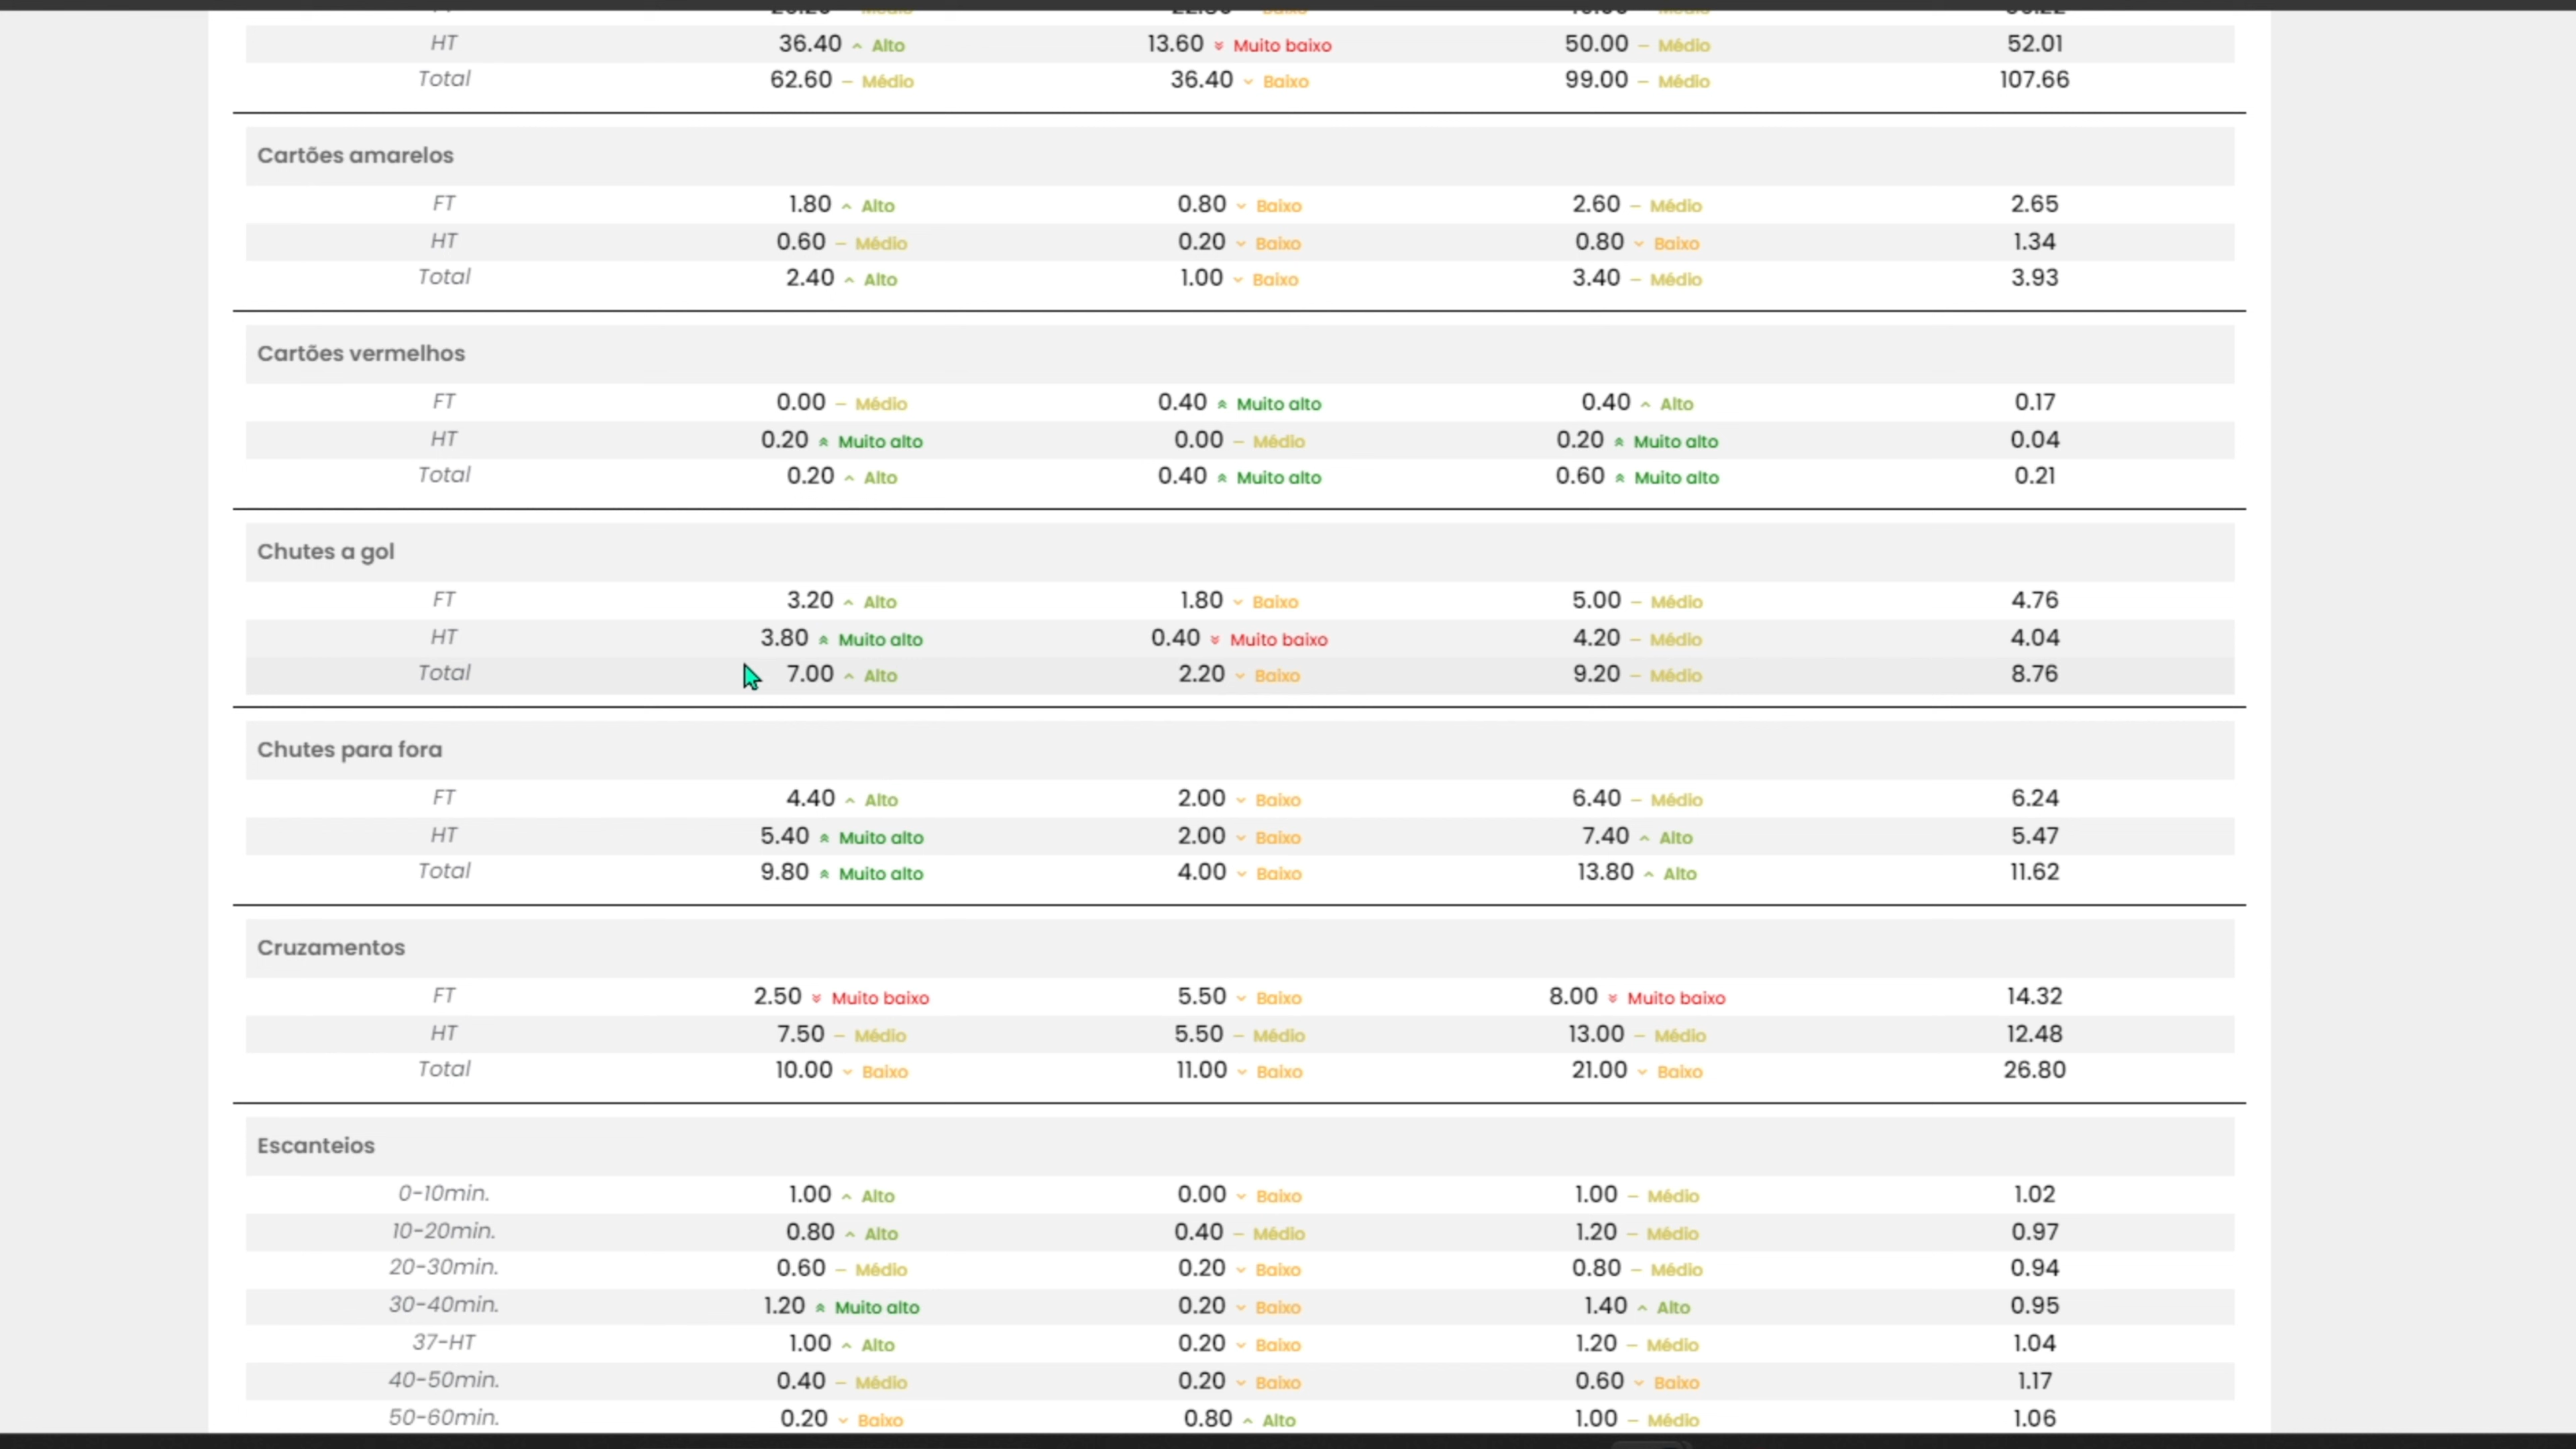 HT 36.40 Alto 13.60 Muito baixo 50.00 – Médio 52.01
Total 62.60 – Médio 36.40 Baixo 99.00 – Médio 107.66
Cartões amarelos
FT 1.80 Alto 0.80 Baixo 2.60 – Médio 2.65
HT 0.60 – Médio 0.20 Baixo 0.80 Baixo 1.34
Total 2.40 Alto 1.00 Baixo 3.40 – Médio 3.93
Cartões vermelhos
FT 0.00 – Médio 0.40 Muito alto 0.40 Alto 0.17
HT 0.20 Muito alto 0.00 – Médio 0.20 Muito alto 0.04
Total 0.20 Alto 0.40 Muito alto 0.60 Muito alto 0.21
Chutes a gol
FT 3.20 Alto 1.80 Baixo 5.00 – Médio 4.76
HT 3.80 Muito alto 0.40 Muito baixo 4.20 – Médio 4.04
Total 7.00 Alto 2.20 Baixo 9.20 – Médio 8.76
Chutes para fora
FT 4.40 Alto 2.00 Baixo 6.40 – Médio 6.24
HT 5.40 Muito alto 2.00 Baixo 7.40 Alto 5.47
Total 9.80 Muito alto 4.00 Baixo 13.80 Alto 11.62
Cruzamentos
FT 2.50 Muito baixo 5.50 Baixo 8.00 Muito baixo 14.32
HT 7.50 – Médio 5.50 – Médio 13.00 – Médio 12.48
Total 10.00 Baixo 11.00 Baixo 21.00 Baixo 26.80
Escanteios
0-10min. 1.00 Alto 0.00 Baixo 1.00 – Médio 1.02
10-20min. 0.80 Alto 0.40 – Médio 1.20 – Médio 0.97
20-30min. 0.60 – Médio 0.20 Baixo 0.80 – Médio 0.94
30-40min. 1.20 Muito alto 0.20 Baixo 1.40 Alto 0.95
37-HT 1.00 Alto 0.20 Baixo 1.20 – Médio 1.04
40-50min. 0.40 – Médio 0.20 Baixo 0.60 Baixo 1.17
50-60min. 0.20 Baixo 0.80 Alto 1.00 – Médio 1.06